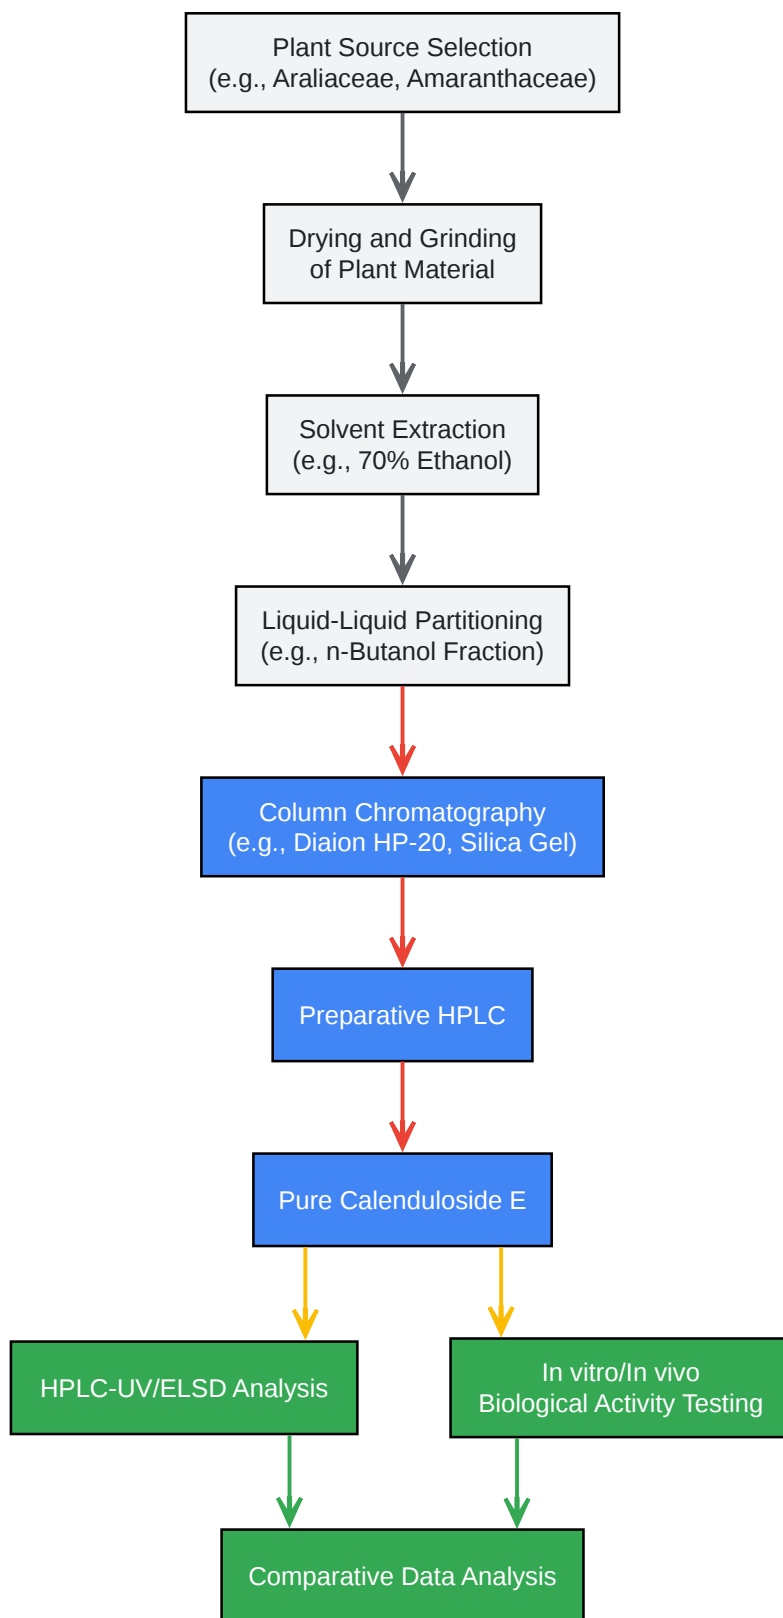 Plant Source Selection
(e.g., Araliaceae, Amaranthaceae)
Drying and Grinding
of Plant Material
Solvent Extraction
(e.g., 70% Ethanol)
Liquid-Liquid Partitioning
(e.g., n-Butanol Fraction)
Column Chromatography
(e.g., Diaion HP-20, Silica Gel)
Preparative HPLC
Pure Calenduloside E
HPLC-UV/ELSD Analysis
In vitro/In vivo
Biological Activity Testing
Comparative Data Analysis